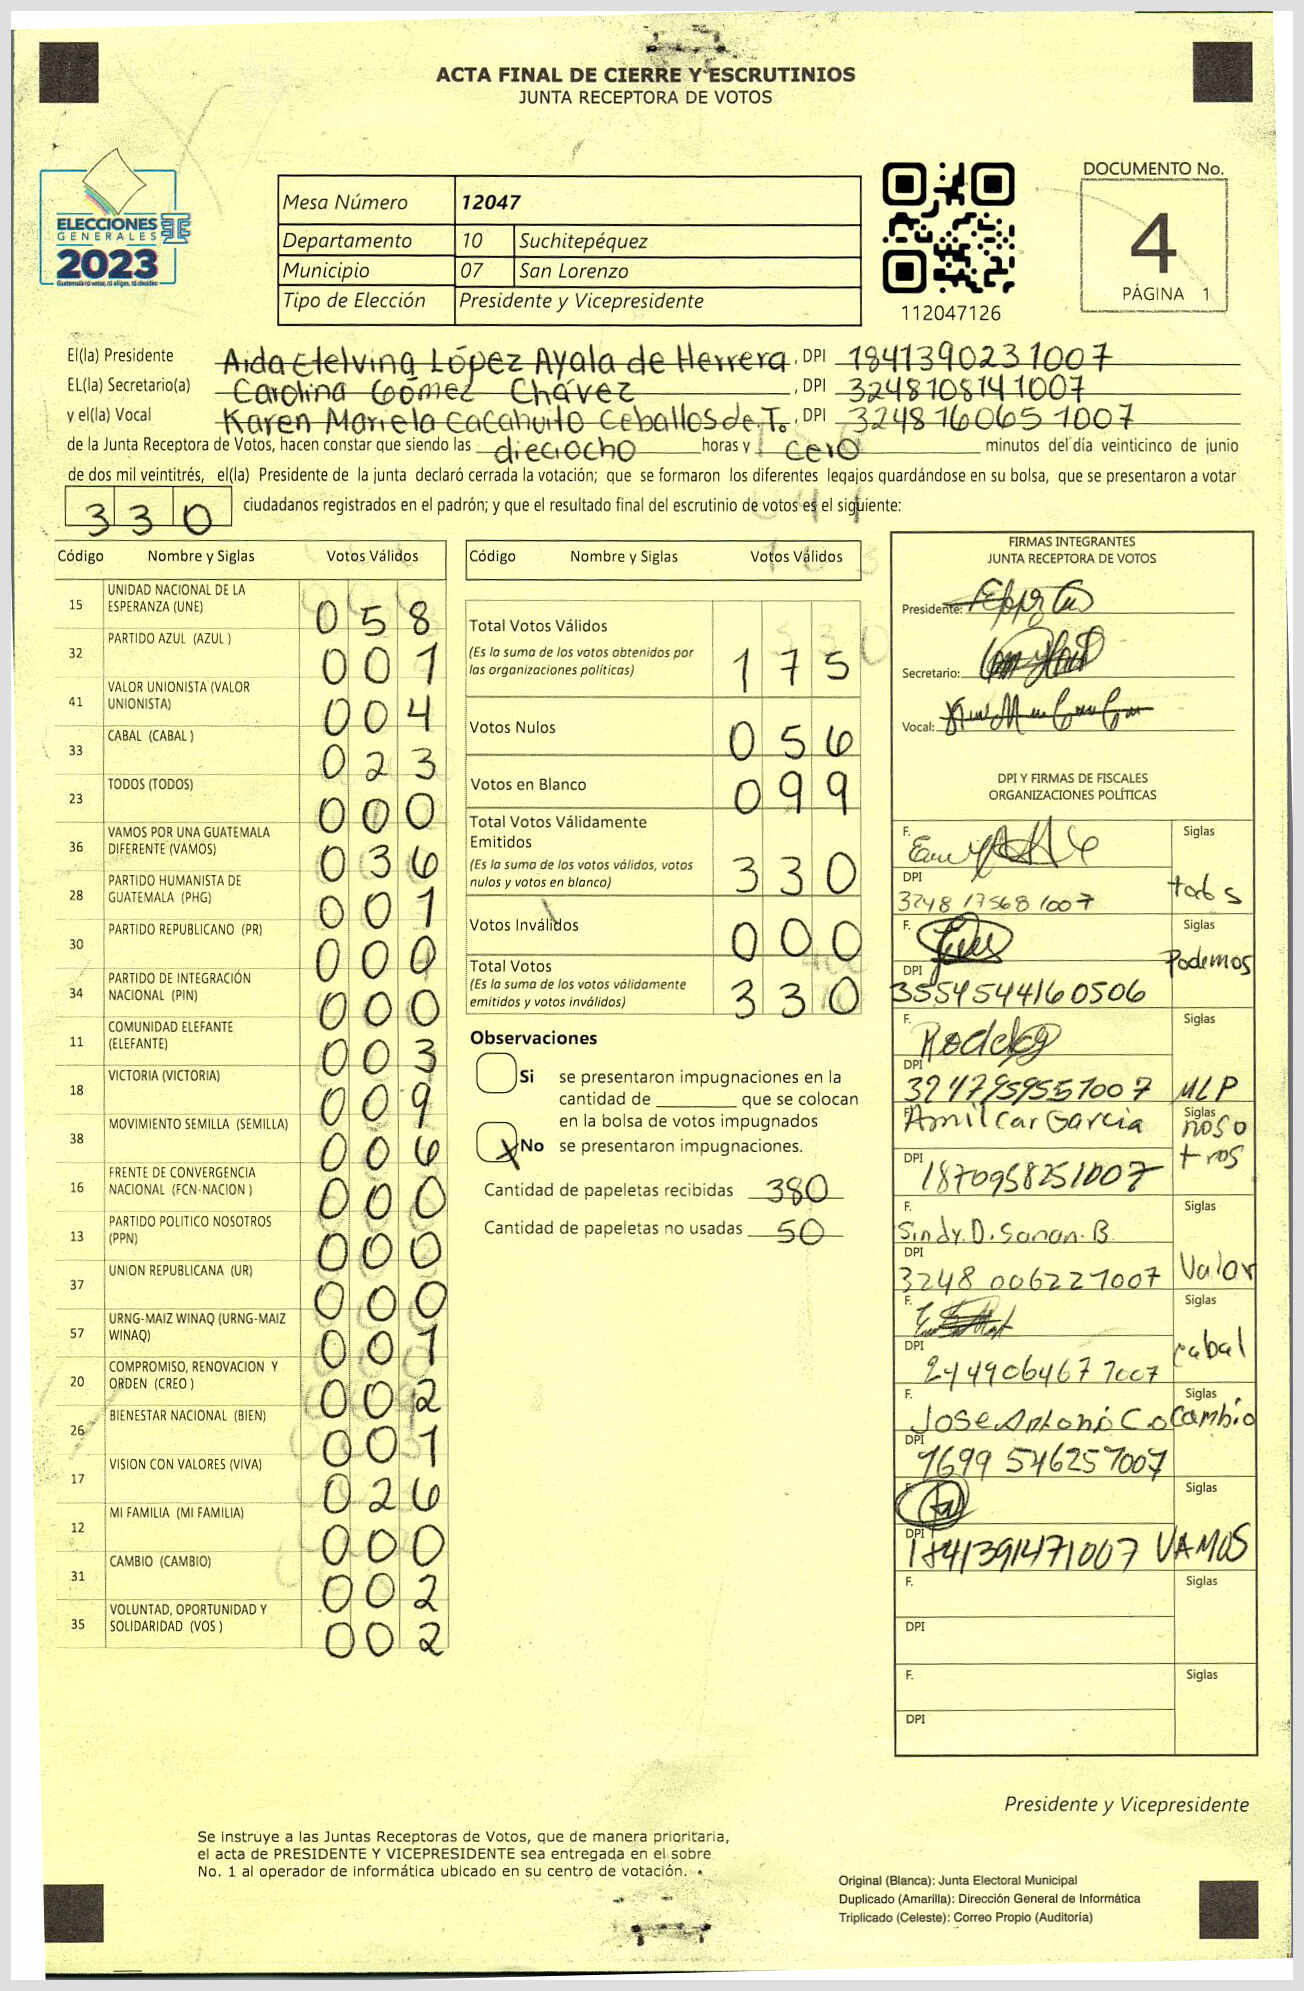 ACTA FINAL DE CIERRE Y ESCRUTINIOS
JUNTA RECEPTORA DE VOTOS
ELECCIONES
GENERALES
2023
Guatemala tú votas, tú eliges, tú decides
Mesa Número 12047
Departamento 10 Suchitepéquez
Municipio 07 San Lorenzo
Tipo de Elección Presidente y Vicepresidente
112047126
DOCUMENTO No.
4
PÁGINA 1
El(la) Presidente Aida Etelvina López Ayala de Herrera, DPI 1841390231007
EL(la) Secretario(a) Carolina Gómez Chávez, DPI 3248108141007
y el(la) Vocal Karen Mariela Cacahuito Ceballos de T., DPI 3248160651007
de la Junta Receptora de Votos, hacen constar que siendo las dieciocho horas y cero minutos del día veinticinco de junio
de dos mil veintitrés, el(la) Presidente de la junta declaró cerrada la votación; que se formaron los diferentes legajos guardándose en su bolsa, que se presentaron a votar
330 ciudadanos registrados en el padrón; y que el resultado final del escrutinio de votos es el siguiente:
Código Nombre y Siglas Votos Válidos
15 UNIDAD NACIONAL DE LA ESPERANZA (UNE) 058
32 PARTIDO AZUL (AZUL ) 001
41 VALOR UNIONISTA (VALOR UNIONISTA) 004
33 CABAL (CABAL ) 023
23 TODOS (TODOS) 000
36 VAMOS POR UNA GUATEMALA DIFERENTE (VAMOS) 036
28 PARTIDO HUMANISTA DE GUATEMALA (PHG) 001
30 PARTIDO REPUBLICANO (PR) 000
34 PARTIDO DE INTEGRACIÓN NACIONAL (PIN) 000
11 COMUNIDAD ELEFANTE (ELEFANTE) 003
18 VICTORIA (VICTORIA) 009
38 MOVIMIENTO SEMILLA (SEMILLA) 006
16 FRENTE DE CONVERGENCIA NACIONAL (FCN-NACION ) 000
13 PARTIDO POLITICO NOSOTROS (PPN) 000
37 UNION REPUBLICANA (UR) 000
57 URNG-MAIZ WINAQ (URNG-MAIZ WINAQ) 001
20 COMPROMISO, RENOVACION Y ORDEN (CREO ) 002
26 BIENESTAR NACIONAL (BIEN) 001
17 VISION CON VALORES (VIVA) 026
12 MI FAMILIA (MI FAMILIA) 000
31 CAMBIO (CAMBIO) 002
35 VOLUNTAD, OPORTUNIDAD Y SOLIDARIDAD (VOS ) 002
Código Nombre y Siglas Votos Válidos
Total Votos Válidos 175
(Es la suma de los votos obtenidos por
las organizaciones políticas)
Votos Nulos 056
Votos en Blanco 099
Total Votos Válidamente
Emitidos 330
(Es la suma de los votos válidos, votos
nulos y votos en blanco)
Votos Inválidos 000
Total Votos 330
(Es la suma de los votos válidamente
emitidos y votos inválidos)
Observaciones
Si se presentaron impugnaciones en la
cantidad de ________ que se colocan
en la bolsa de votos impugnados
X No se presentaron impugnaciones.
Cantidad de papeletas recibidas 380
Cantidad de papeletas no usadas 50
FIRMAS INTEGRANTES
JUNTA RECEPTORA DE VOTOS
Presidente:
Secretario:
Vocal:
DPI Y FIRMAS DE FISCALES
ORGANIZACIONES POLÍTICAS
F. Siglas
DPI
3248 17568 1007 todos
F. Siglas
DPI Podemos
3554544160506
F. Siglas
DPI
3247959557007 MLP
F. Amilcar Garcia Siglas
nosotros
DPI 1870958251007
F. Siglas
Sindy. D. Sanan. B
DPI Valor
3248 006221007
F. Siglas
DPI cabal
2449064671007
F. Siglas
Jose Antonio Co Cambio
DPI
1699 546251007
F. Siglas
DPI
1841391471007 VAMOS
F. Siglas
DPI
F. Siglas
DPI
Presidente y Vicepresidente
Se instruye a las Juntas Receptoras de Votos, que de manera prioritaria,
el acta de PRESIDENTE Y VICEPRESIDENTE sea entregada en el sobre
No. 1 al operador de informática ubicado en su centro de votación.
Original (Blanca): Junta Electoral Municipal
Duplicado (Amarilla): Dirección General de Informática
Triplicado (Celeste): Correo Propio (Auditoría)